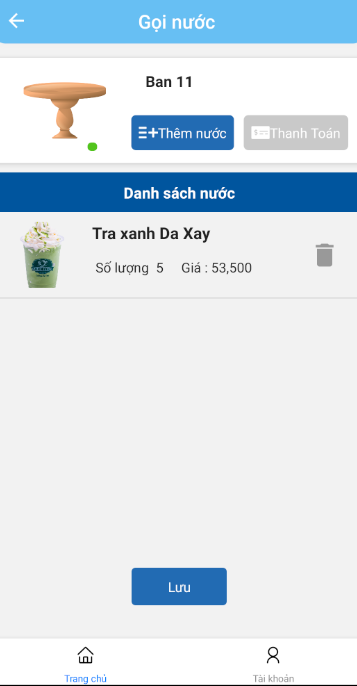 Gọi nước
Ban 11
Thêm nước
Thanh Toán
Danh sách nước
Tra xanh Da Xay
Số lượng 5 Giá : 53,500
Lưu
Trang chủ
Tài khoản